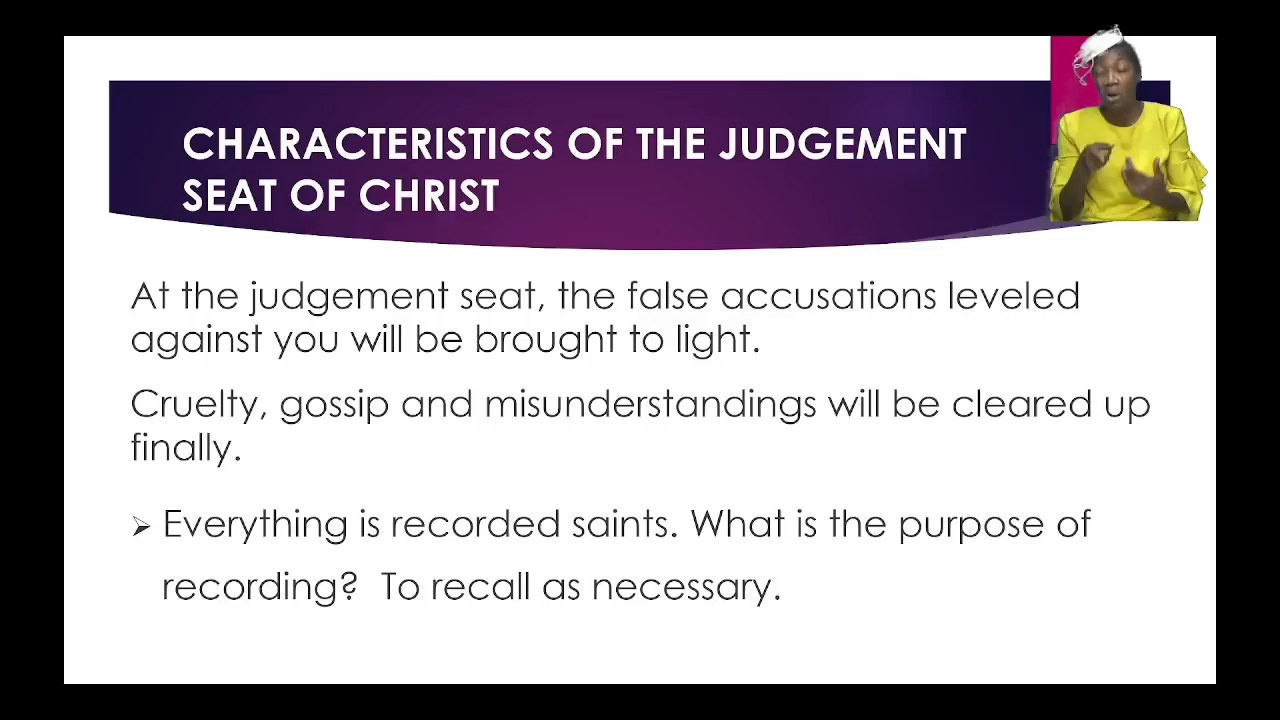 CHARACTERISTICS OF THE JUDGEMENT
SEAT OF CHRIST
At the judgement seat, the false accusations leveled
against you will be brought to light.
Cruelty, gossip and misunderstandings will be cleared up
finally.
➢ Everything is recorded saints. What is the purpose of
recording?  To recall as necessary.